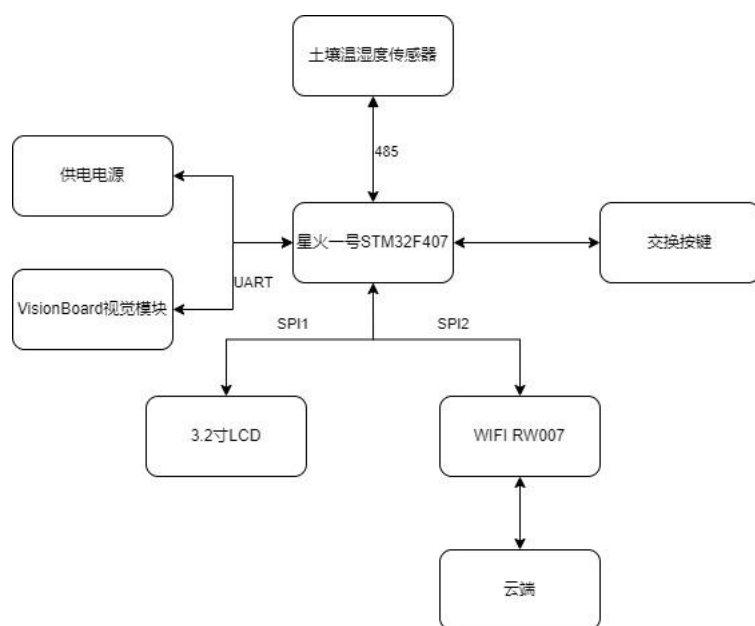 土壤温湿度传感器
485
供电电源
星火一号STM32F407
交换按键
UART
VisionBoard视觉模块
SPI1
SPI2
3.2寸LCD
WIFI RW007
云端